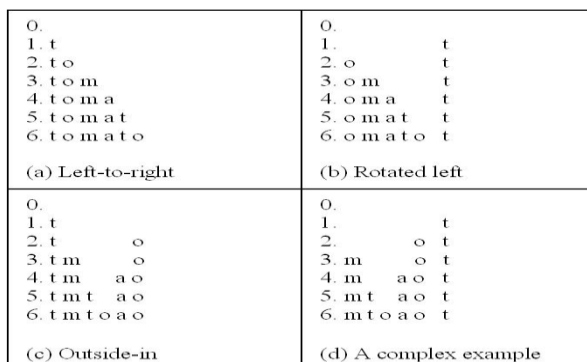 0.
1. t
2. t o
3. t o m
4. t o m a
5. t o m a t
6. t o m a t o
(a) Left-to-right
0.
1. t
2. o t
3. o m t
4. o m a t
5. o m a t t
6. o m a t o t
(b) Rotated left
0.
1. t
2. t o
3. t m o
4. t m a o
5. t m t a o
6. t m t o a o
(c) Outside-in
0.
1. t
2. o t
3. m o t
4. m a o t
5. m t a o t
6. m t o a o t
(d) A complex example